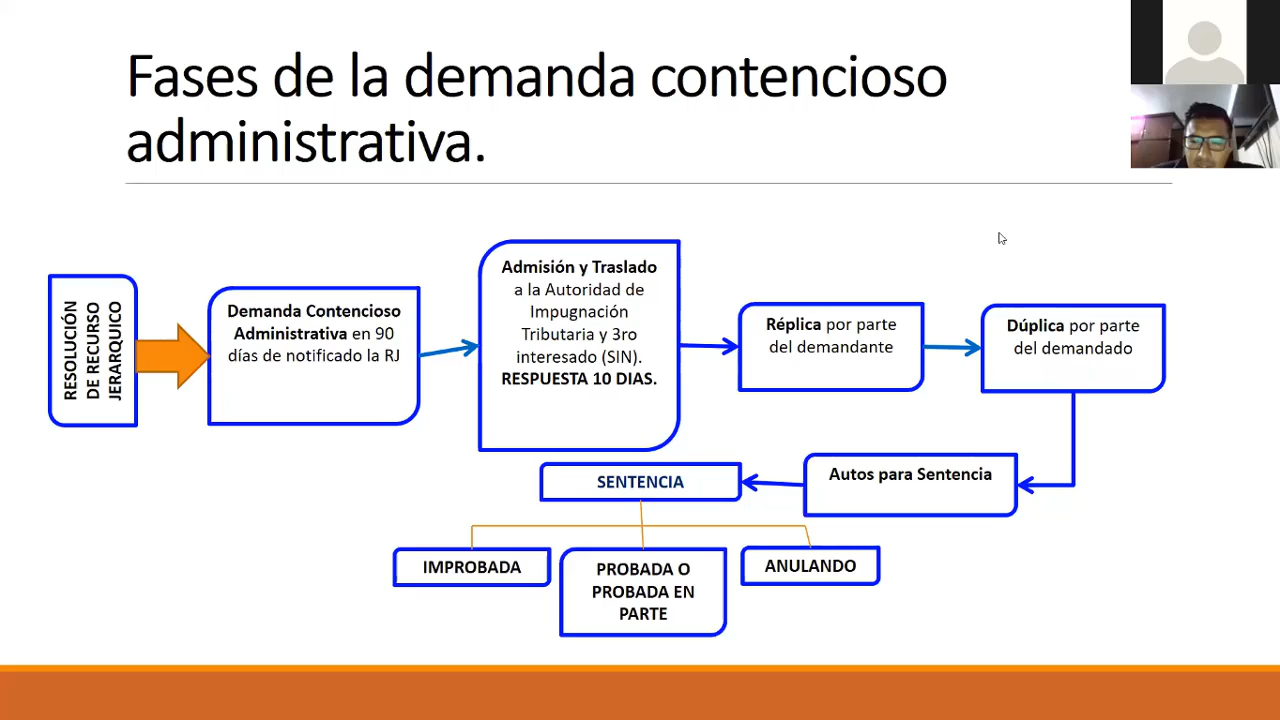 Fases de la demanda contencioso
administrativa.
RESOLUCIÓN
DE RECURSO
JERARQUICO
Demanda Contencioso
Administrativa en 90
días de notificado la RJ
Admisión y Traslado
a la Autoridad de
Impugnación
Tributaria y 3ro
interesado (SIN).
RESPUESTA 10 DIAS.
Réplica por parte
del demandante
Dúplica por parte
del demandado
Autos para Sentencia
SENTENCIA
IMPROBADA
PROBADA O
PROBADA EN
PARTE
ANULANDO